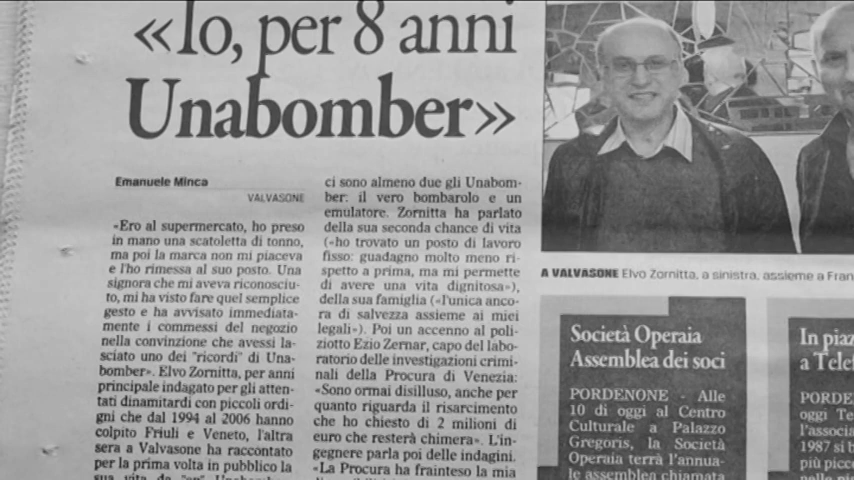 «Io, per 8 anni
Unabomber»
Emanuele Minca
VALVASONE
«Ero al supermercato, ho preso
in mano una scatoletta di tonno,
ma poi la marca non mi piaceva
e l'ho rimessa al suo posto. Una
signora che mi aveva riconosciu-
to, mi ha visto fare quel semplice
gesto e ha avvisato immediata-
mente i commessi del negozio
nella convinzione che avessi la-
sciato uno dei "ricordi" di Una-
bomber». Elvo Zornitta, per anni
principale indagato per gli atten-
tati dinamitardi con piccoli ordi-
gni che dal 1994 al 2006 hanno
colpito Friuli e Veneto, l'altra
sera a Valvasone ha raccontato
per la prima volta in pubblico la
sua vita da "ex" Unabomber
ci sono almeno due gli Unabom-
ber: il vero bombarolo e un
emulatore. Zornitta ha parlato
della sua seconda chance di vita
(«ho trovato un posto di lavoro
fisso: guadagno molto meno ri-
spetto a prima, ma mi permette
di avere una vita dignitosa»),
della sua famiglia («l'unica anco-
ra di salvezza assieme ai miei
legali»). Poi un accenno al poli-
ziotto Ezio Zernar, capo del labo-
ratorio delle investigazioni crimi-
nali della Procura di Venezia:
«Sono ormai disilluso, anche per
quanto riguarda il risarcimento
che ho chiesto di 2 milioni di
euro che resterà chimera». L'in-
gegnere parla poi delle indagini.
«La Procura ha frainteso la mia
A VALVASONE Elvo Zornitta, a sinistra, assieme a Fran
Società Operaia
Assemblea dei soci
PORDENONE - Alle
10 di oggi al Centro
Culturale a Palazzo
Gregoris, la Società
Operaia terrà l'annua-
le assemblea chiamata
In piaz
a Telef
PORDE
oggi Te
l'associa
1987 si b
più picc